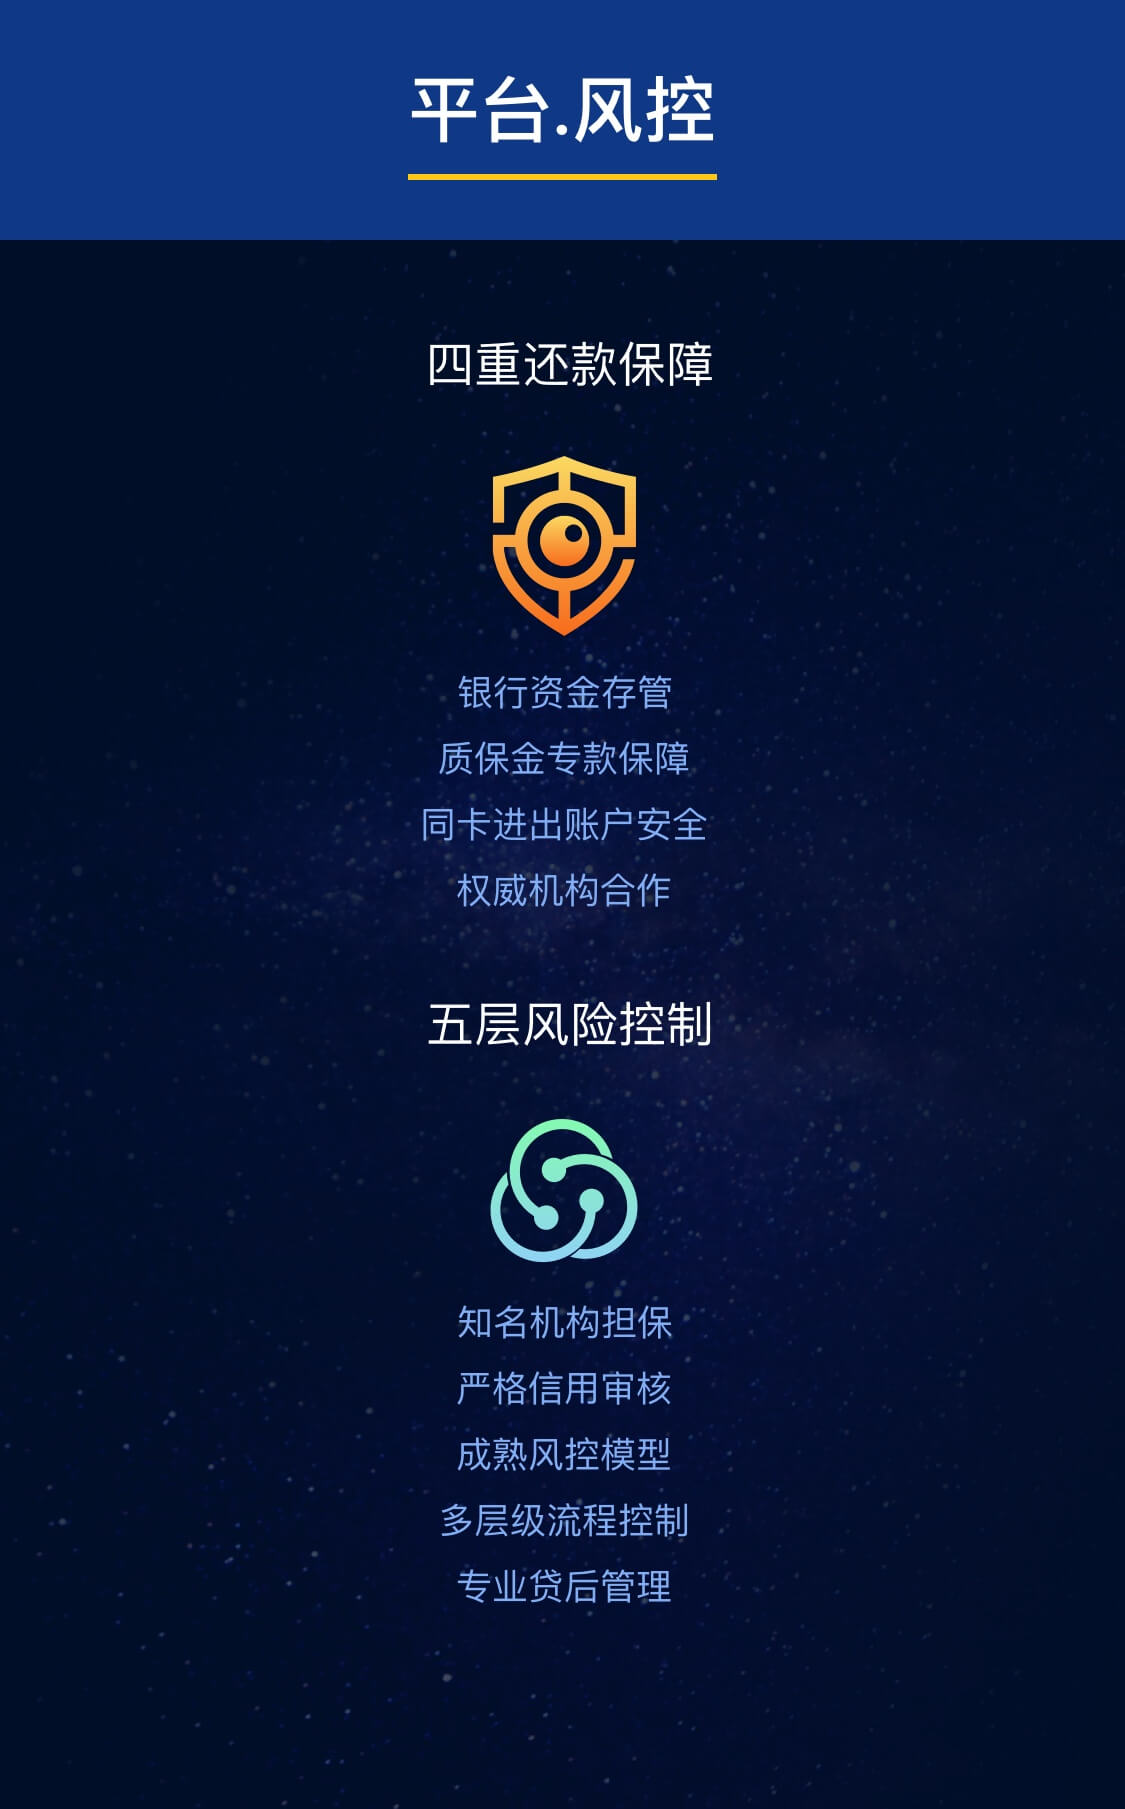 平台.风控
四重还款保障
银行资金存管
质保金专款保障
同卡进出账户安全
权威机构合作
五层风险控制
知名机构担保
严格信用审核
成熟风控模型
多层级流程控制
专业贷后管理